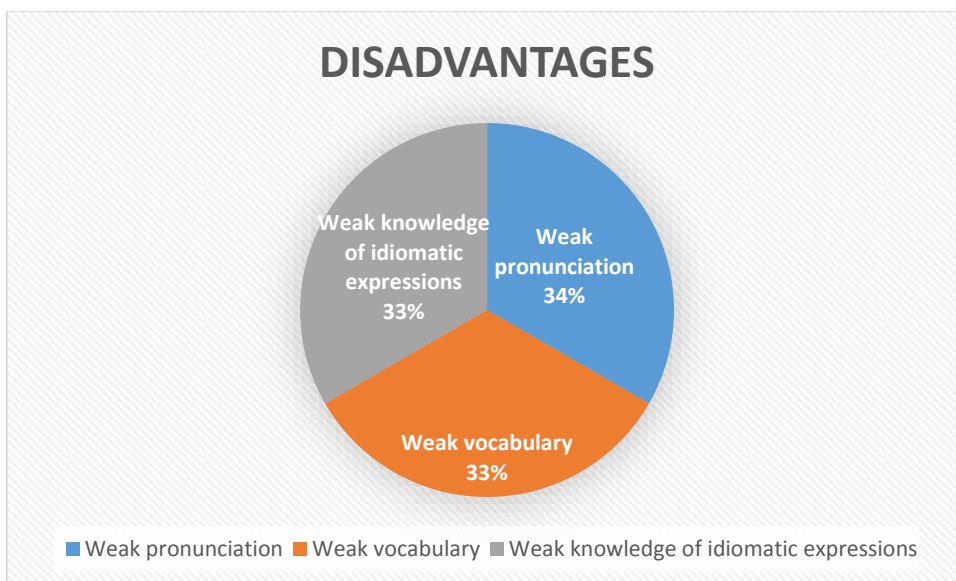 DISADVANTAGES
Weak knowledge
of idiomatic
expressions
33%
Weak
pronunciation
34%
Weak vocabulary
33%
Weak pronunciation Weak vocabulary Weak knowledge of idiomatic expressions